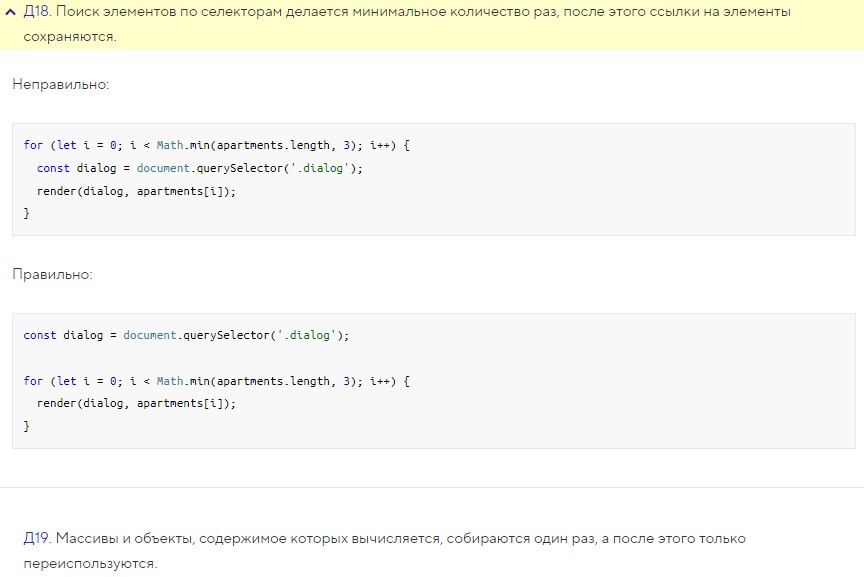 Д18. Поиск элементов по селекторам делается минимальное количество раз, после этого ссылки на элементы
сохраняются.
Неправильно:
for (let i = 0; i < Math.min(apartments.length, 3); i++) {
  const dialog = document.querySelector('.dialog');
  render(dialog, apartments[i]);
}
Правильно:
const dialog = document.querySelector('.dialog');
for (let i = 0; i < Math.min(apartments.length, 3); i++) {
  render(dialog, apartments[i]);
}
Д19. Массивы и объекты, содержимое которых вычисляется, собираются один раз, а после этого только
переиспользуются.